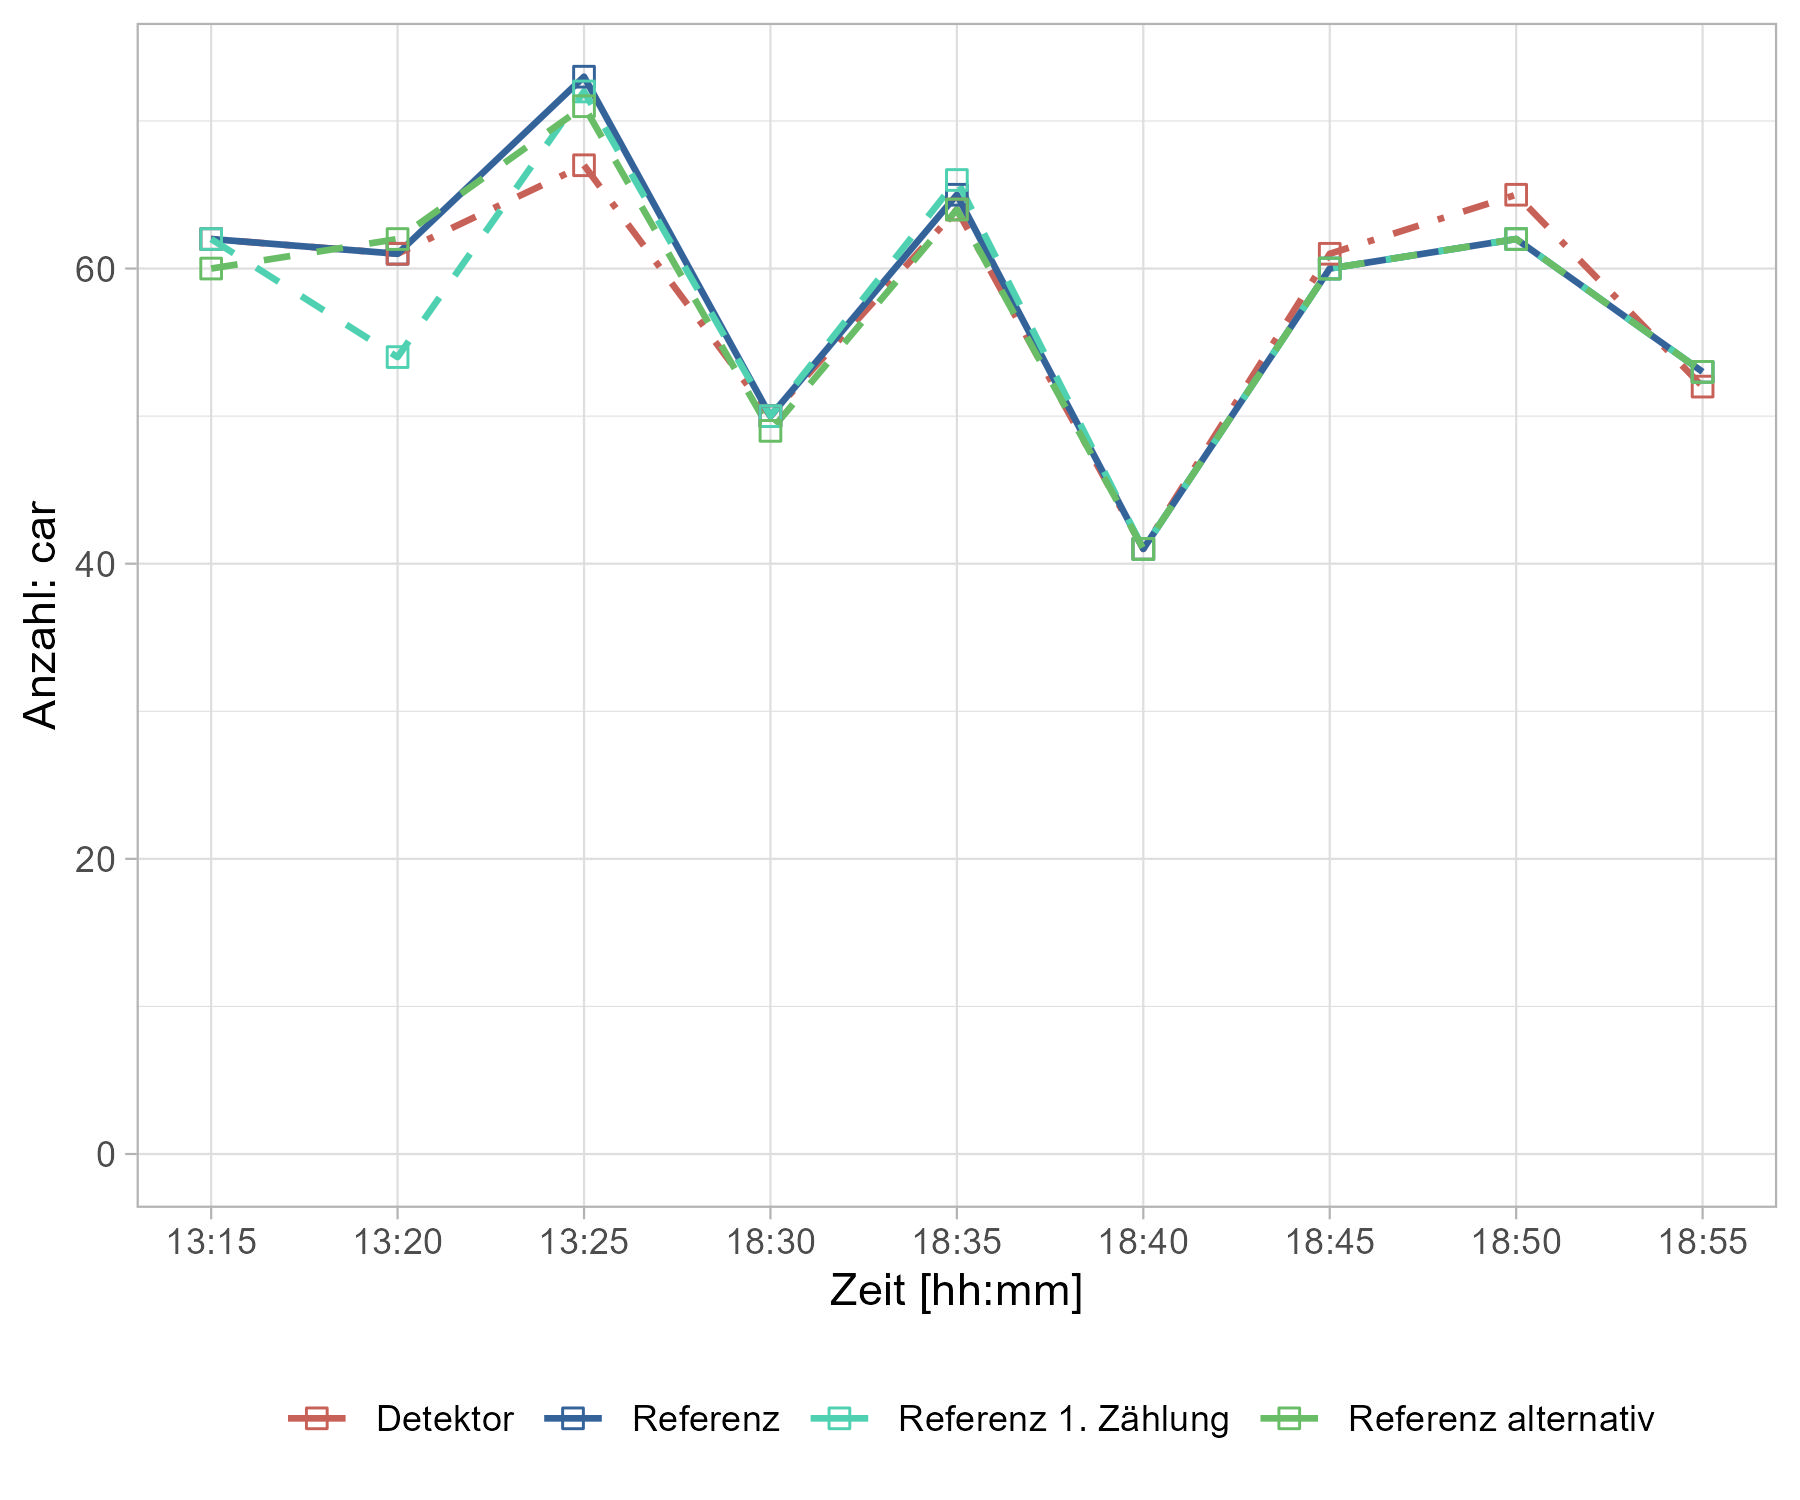 Anzahl: car
60
40
20
0
13:15 13:20 13:25 18:30 18:35 18:40 18:45 18:50 18:55
Zeit [hh:mm]
Detektor Referenz Referenz 1. Zählung Referenz alternativ